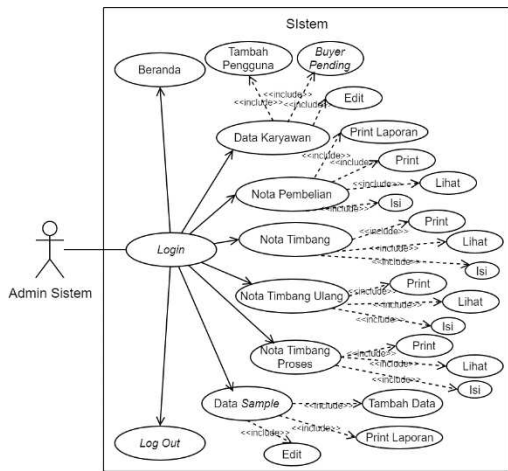 SIstem
Beranda
Tambah
Pengguna
Buyer
Pending
<<include>>
<<include>>
<<include>>
Edit
Data Karyawan
Print Laporan
<<include>>
Print
<<include>>
Nota Pembelian
<<include>>
Lihat
<<include>>
Isi
Login
Admin Sistem
Nota Timbang
<<include>>
Print
<<include>>
Lihat
<<include>>
Isi
Nota Timbang Ulang
<<include>>
Print
<<include>>
Lihat
<<include>>
Isi
Nota Timbang
Proses
<<include>>
Print
<<include>>
Lihat
<<include>>
Isi
Data Sample
<<include>>
Tambah Data
<<include>>
Print Laporan
<<include>>
Edit
Log Out